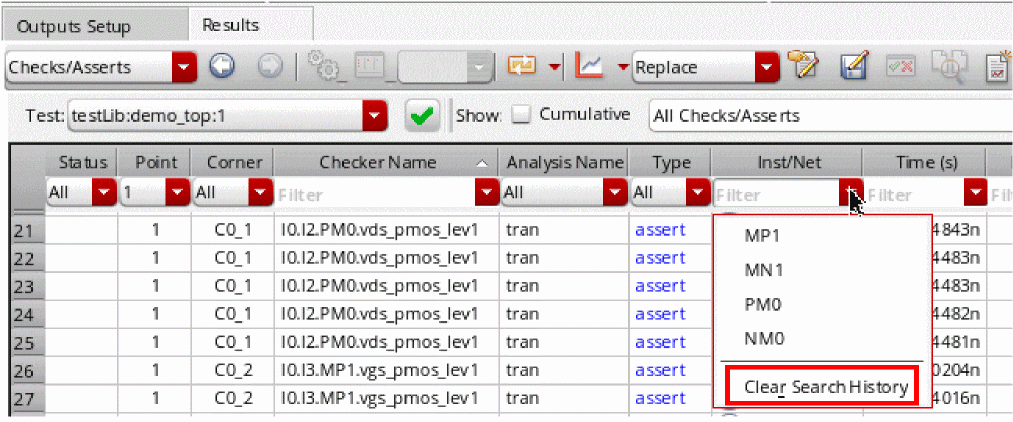 Outputs Setup Results
Checks/Asserts Replace
Test: testLib:demo_top:1 Show: Cumulative All Checks/Asserts
Status Point Corner Checker Name Analysis Name Type Inst/Net Time (s)
All 1 All Filter All All Filter Filter Fil
21 1 C0_1 I0.I2.PM0.vds_pmos_lev1 tran assert 4843n
22 1 C0_1 I0.I2.PM0.vds_pmos_lev1 tran assert MP1 4483n
23 1 C0_1 I0.I2.PM0.vds_pmos_lev1 tran assert MN1 4483n
24 1 C0_1 I0.I2.PM0.vds_pmos_lev1 tran assert PM0 4482n
25 1 C0_1 I0.I2.PM0.vds_pmos_lev1 tran assert NM0 4481n
26 1 C0_2 I0.I3.MP1.vgs_pmos_lev1 tran assert 0204n
27 1 C0_2 I0.I3.MP1.vgs_pmos_lev1 tran assert Clear Search History 4016n